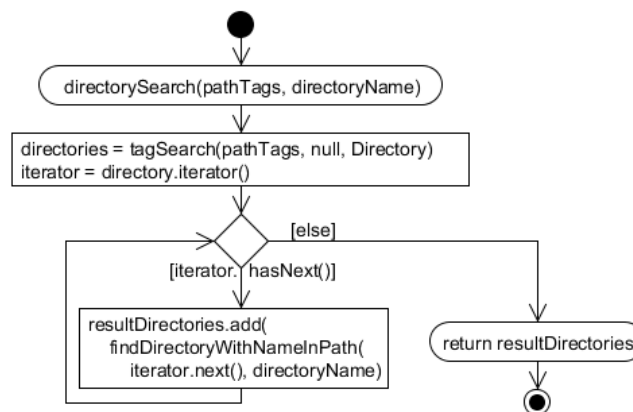 directorySearch(pathTags, directoryName)
directories = tagSearch(pathTags, null, Directory)
iterator = directory.iterator()
[else]
[iterator. hasNext()]
resultDirectories.add(
findDirectoryWithNameInPath(
iterator.next(), directoryName)
return resultDirectories